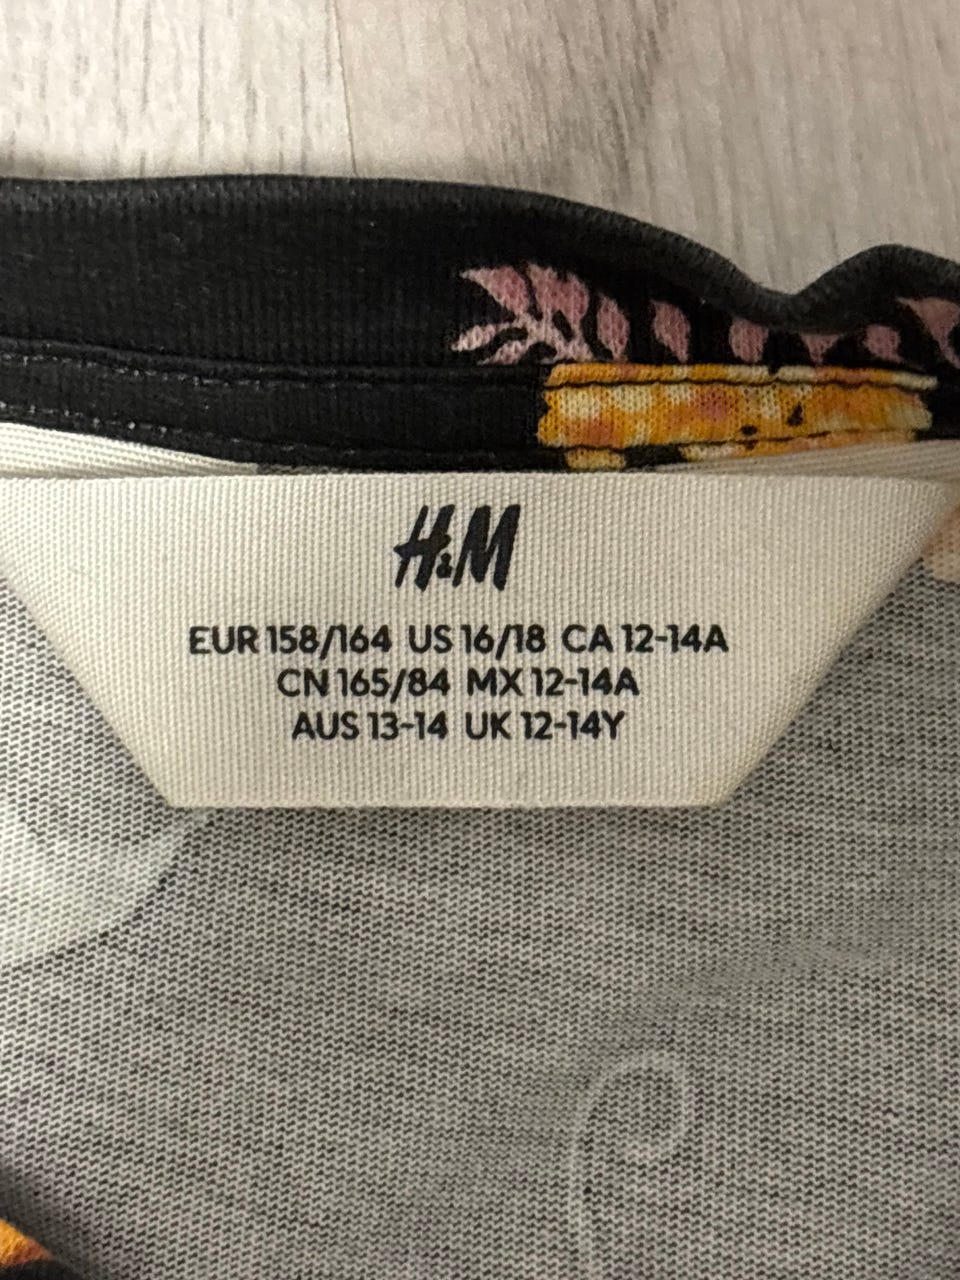 H&M
EUR 158/164 US 16/18 CA 12-14A
CN 165/84 MX 12-14A
AUS 13-14 UK 12-14Y